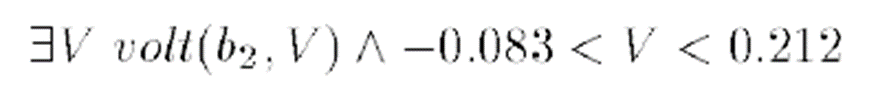 ∃V volt(b₂, V) ∧ −0.083 < V < 0.212